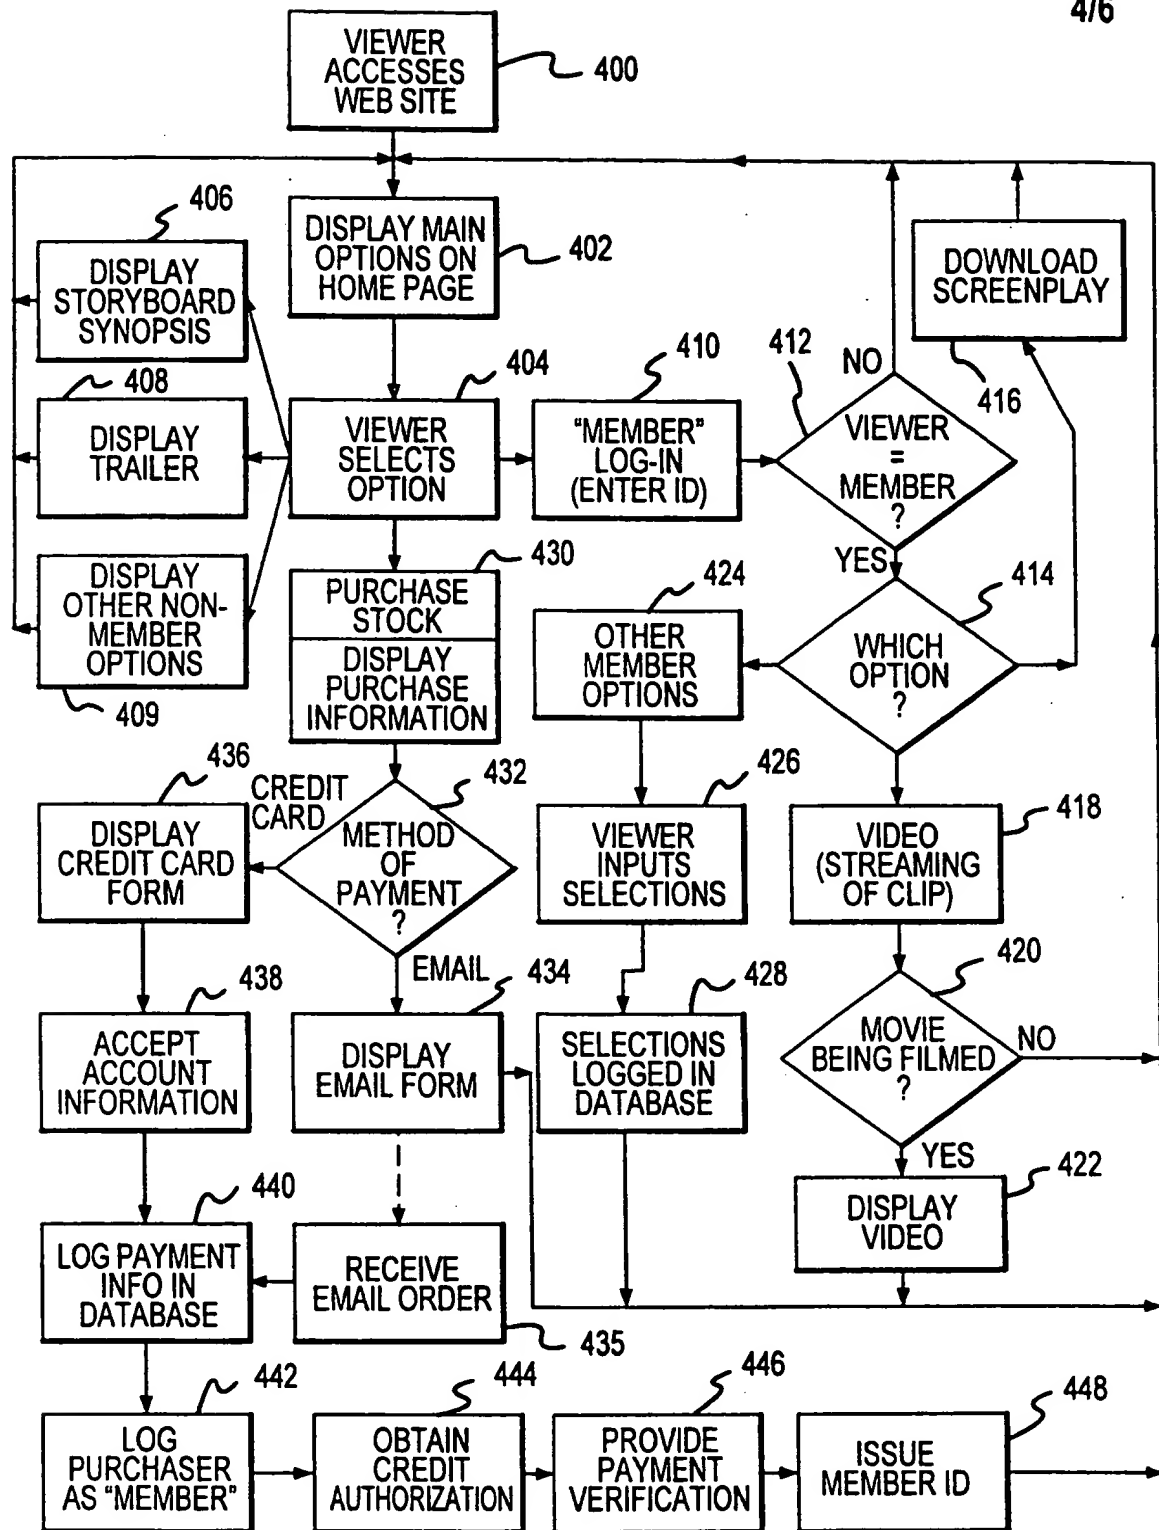 4/6
VIEWER
ACCESSES
WEB SITE
400
406
DISPLAY MAIN
OPTIONS ON
HOME PAGE
402
DISPLAY
STORYBOARD
SYNOPSIS
DOWNLOAD
SCREENPLAY
416
408
DISPLAY
TRAILER
404
VIEWER
SELECTS
OPTION
410
"MEMBER"
LOG-IN
(ENTER ID)
412
NO
VIEWER
=
MEMBER
?
YES
DISPLAY
OTHER NON-
MEMBER
OPTIONS
409
430
PURCHASE
STOCK
DISPLAY
PURCHASE
INFORMATION
424
OTHER
MEMBER
OPTIONS
414
WHICH
OPTION
?
436
CREDIT
CARD
DISPLAY
CREDIT CARD
FORM
432
METHOD
OF
PAYMENT
?
EMAIL
426
VIEWER
INPUTS
SELECTIONS
418
VIDEO
(STREAMING
OF CLIP)
438
ACCEPT
ACCOUNT
INFORMATION
434
DISPLAY
EMAIL FORM
428
SELECTIONS
LOGGED IN
DATABASE
420
MOVIE
BEING FILMED
?
NO
YES
422
DISPLAY
VIDEO
440
LOG PAYMENT
INFO IN
DATABASE
RECEIVE
EMAIL ORDER
435
442
LOG
PURCHASER
AS "MEMBER"
444
OBTAIN
CREDIT
AUTHORIZATION
446
PROVIDE
PAYMENT
VERIFICATION
448
ISSUE
MEMBER ID